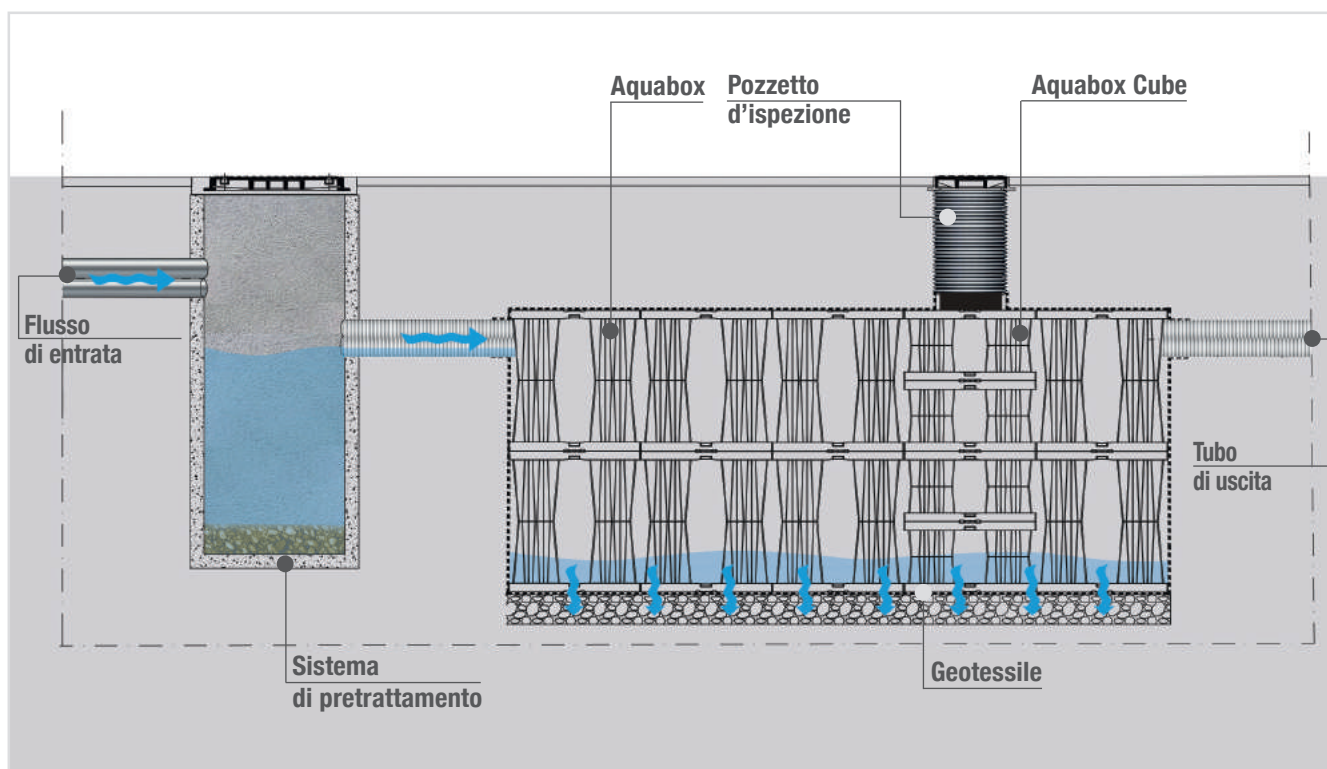 Aquabox
Pozzetto
d’ispezione
Aquabox Cube
Flusso
di entrata
Tubo
di uscita
Sistema
di pretrattamento
Geotessile